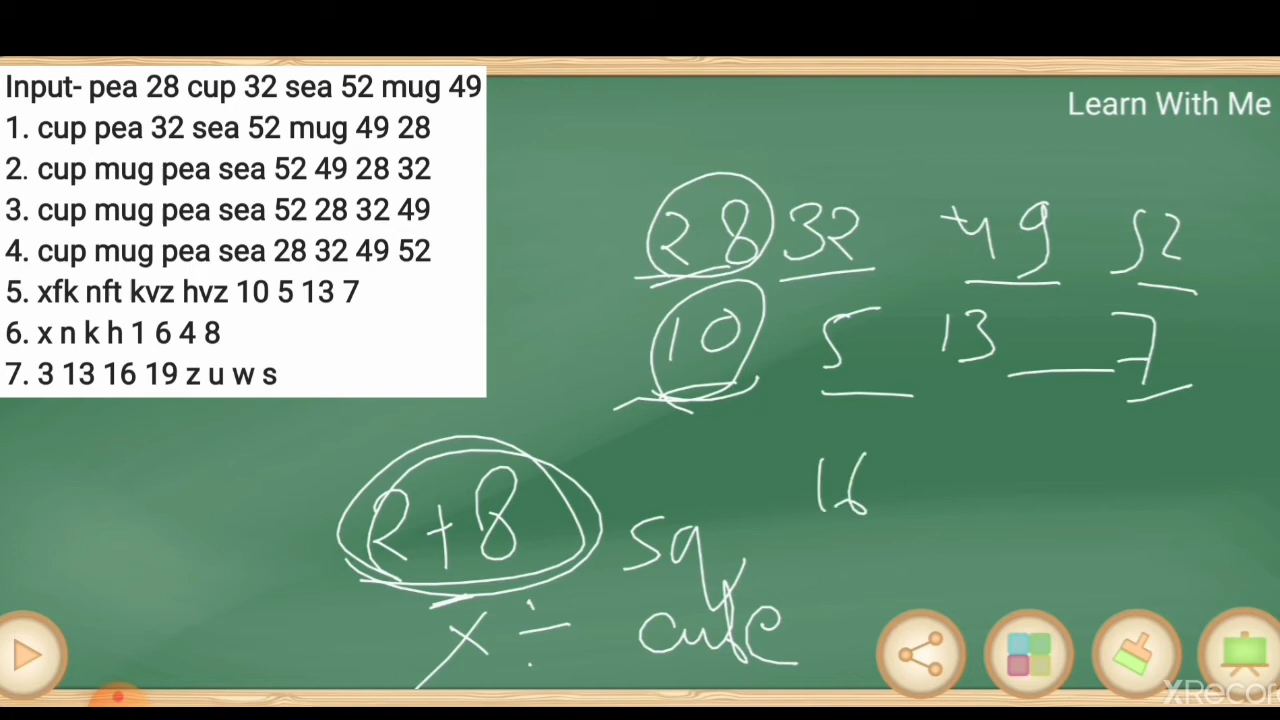 Input- pea 28 cup 32 sea 52 mug 49
1. cup pea 32 sea 52 mug 49 28
2. cup mug pea sea 52 49 28 32
3. cup mug pea sea 52 28 32 49
4. cup mug pea sea 28 32 49 52
5. xfk nft kvz hvz 10 5 13 7
6. x n k h 1 6 4 8
7. 3 13 16 19 z u w s
Learn With Me
28 32 49 52
10 5 13 7
16
2+8 sq
x ÷ cube
XRecor